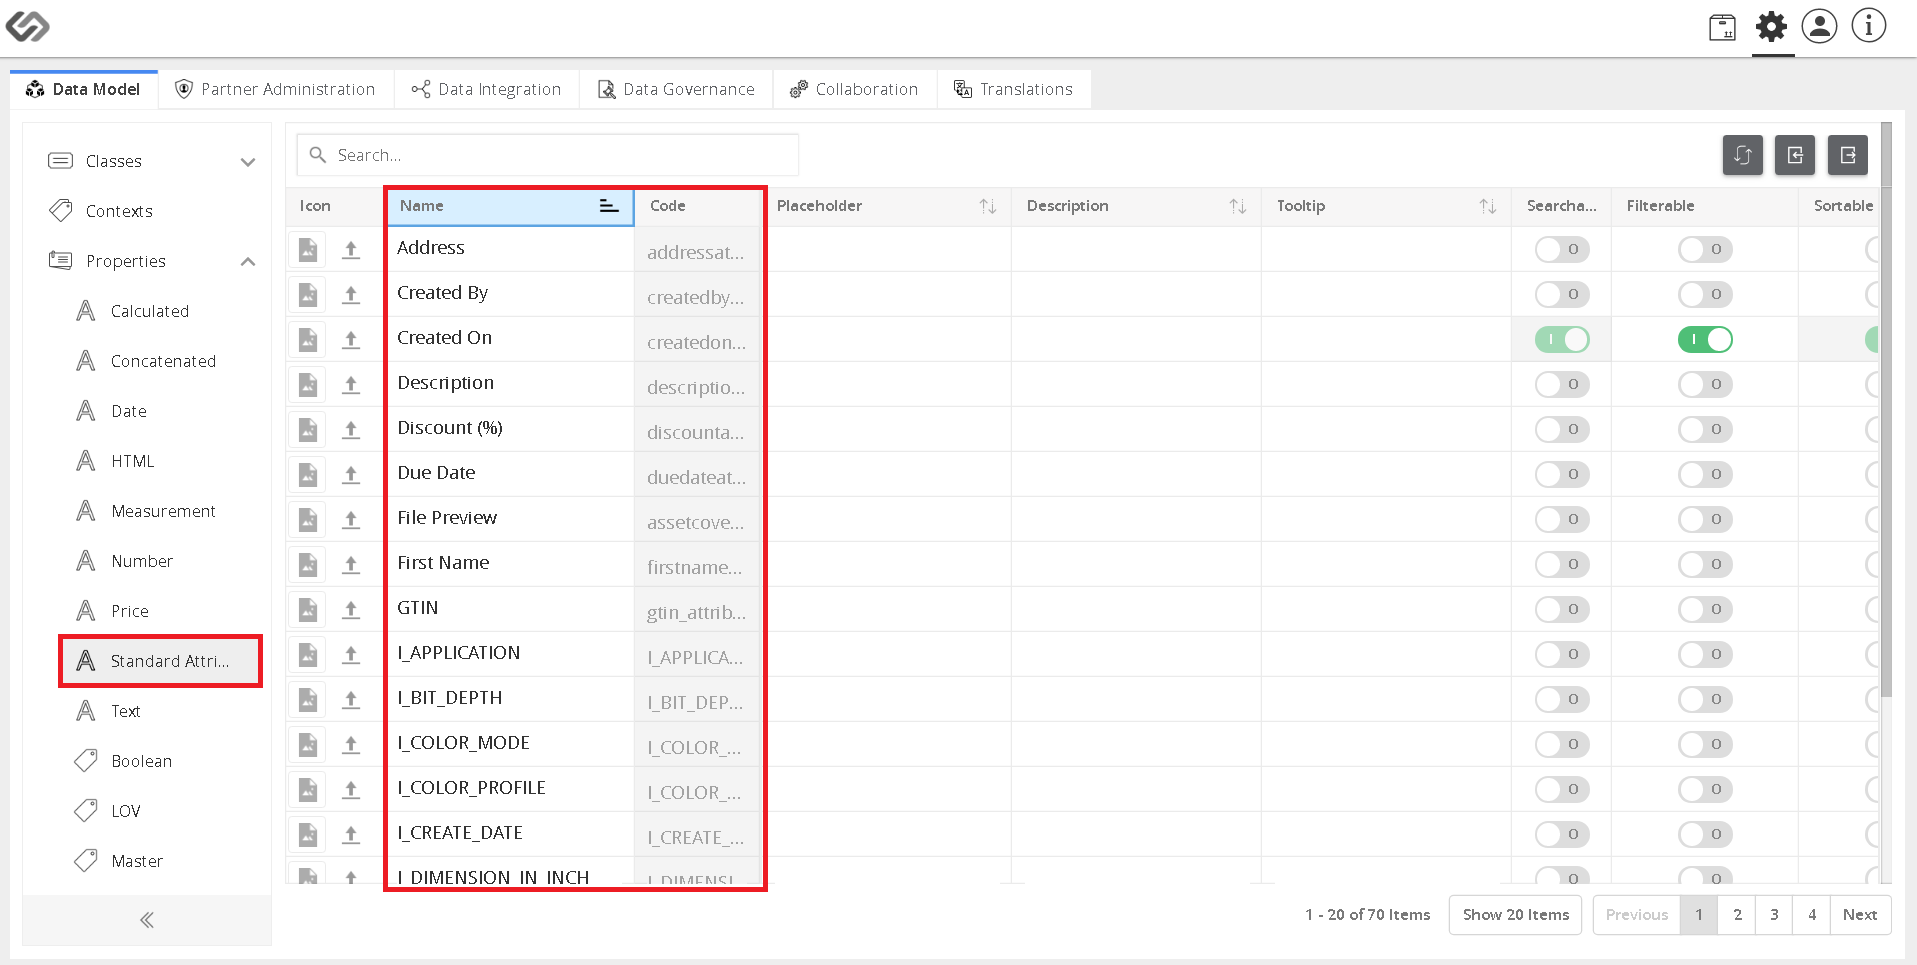 Data Model
Partner Administration
Data Integration
Data Governance
Collaboration
Translations
Classes
Contexts
Properties
Calculated
Concatenated
Date
HTML
Measurement
Number
Price
Standard Attri...
Text
Boolean
LOV
Master
Search...
Icon Name Code Placeholder Description Tooltip Searcha... Filterable Sortable
Address addressat...
Created By createdby...
Created On createdon...
Description descriptio...
Discount (%) discounta...
Due Date duedateat...
File Preview assetcove...
First Name firstname...
GTIN gtin_attrib...
I_APPLICATION I_APPLICA...
I_BIT_DEPTH I_BIT_DEP...
I_COLOR_MODE I_COLOR_...
I_COLOR_PROFILE I_COLOR_...
I_CREATE_DATE I_CREATE_...
I_DIMENSION_IN_INCH I_DIMENSI...
1 - 20 of 70 Items Show 20 Items Previous 1 2 3 4 Next